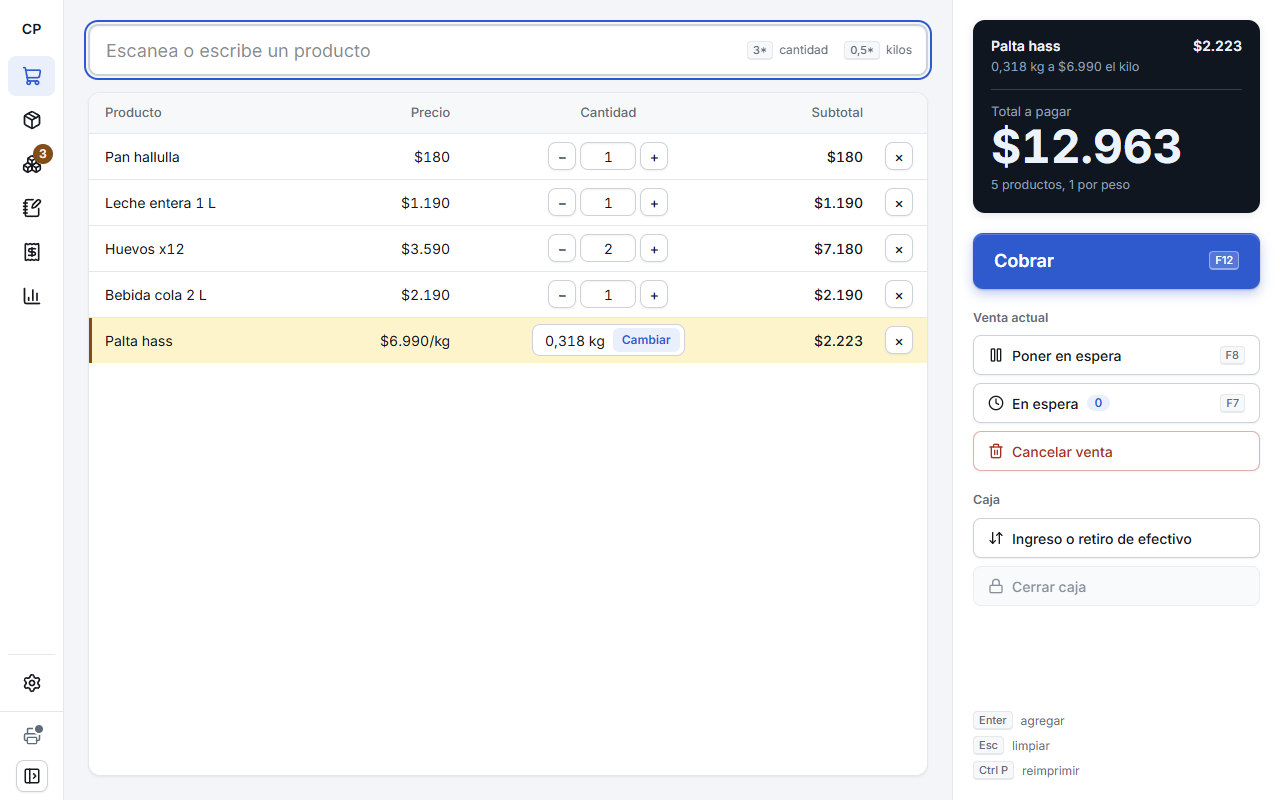 CP
3
Escanea o escribe un producto 3* cantidad 0,5* kilos
Producto Precio Cantidad Subtotal
Pan hallulla $180 − 1 + $180 ×
Leche entera 1 L $1.190 − 1 + $1.190 ×
Huevos x12 $3.590 − 2 + $7.180 ×
Bebida cola 2 L $2.190 − 1 + $2.190 ×
Palta hass $6.990/kg 0,318 kg Cambiar $2.223 ×
Palta hass $2.223
0,318 kg a $6.990 el kilo
Total a pagar
$12.963
5 productos, 1 por peso
Cobrar F12
Venta actual
Poner en espera F8
En espera 0 F7
Cancelar venta
Caja
Ingreso o retiro de efectivo
Cerrar caja
Enter agregar
Esc limpiar
Ctrl P reimprimir